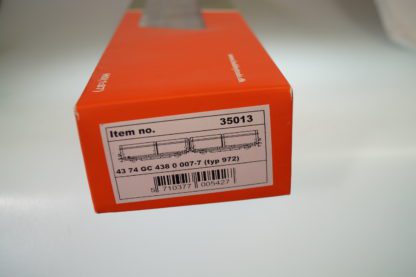 Item no. 35013
43 74 GC 438 0 007-7 (typ 972)
5 710377 005427